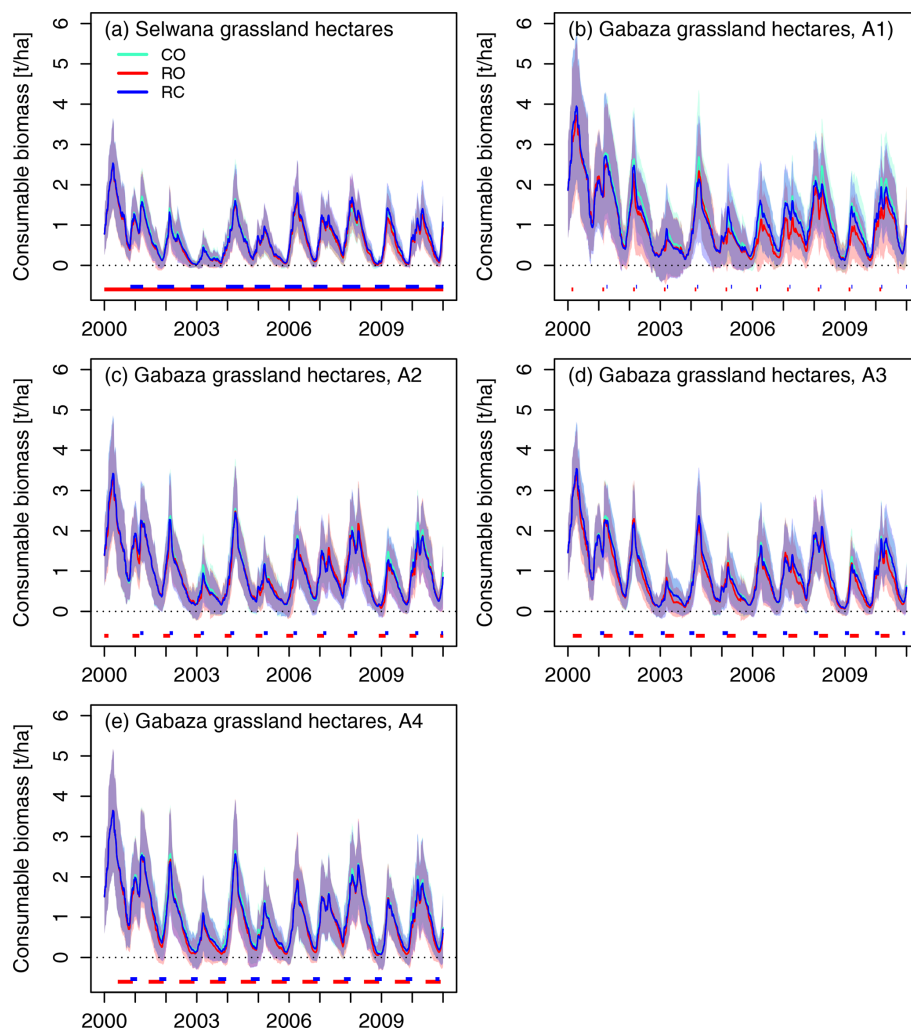 (a) Selwana grassland hectares
CO
RO
RC
Consumable biomass [t/ha]
0 1 2 3 4 5 6
2000 2003 2006 2009
(b) Gabaza grassland hectares, A1)
Consumable biomass [t/ha]
0 1 2 3 4 5 6
2000 2003 2006 2009
(c) Gabaza grassland hectares, A2
Consumable biomass [t/ha]
0 1 2 3 4 5 6
2000 2003 2006 2009
(d) Gabaza grassland hectares, A3
Consumable biomass [t/ha]
0 1 2 3 4 5 6
2000 2003 2006 2009
(e) Gabaza grassland hectares, A4
Consumable biomass [t/ha]
0 1 2 3 4 5 6
2000 2003 2006 2009